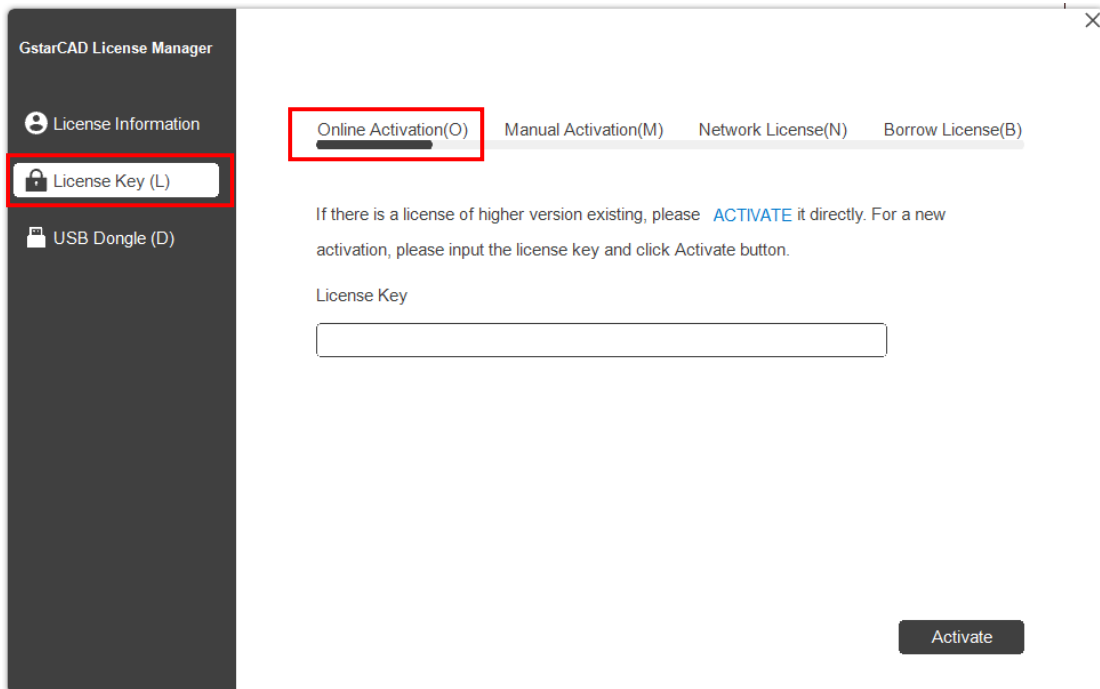 GstarCAD License Manager
License Information
License Key (L)
USB Dongle (D)
Online Activation(O) Manual Activation(M) Network License(N) Borrow License(B)
If there is a license of higher version existing, please ACTIVATE it directly. For a new
activation, please input the license key and click Activate button.
License Key
Activate